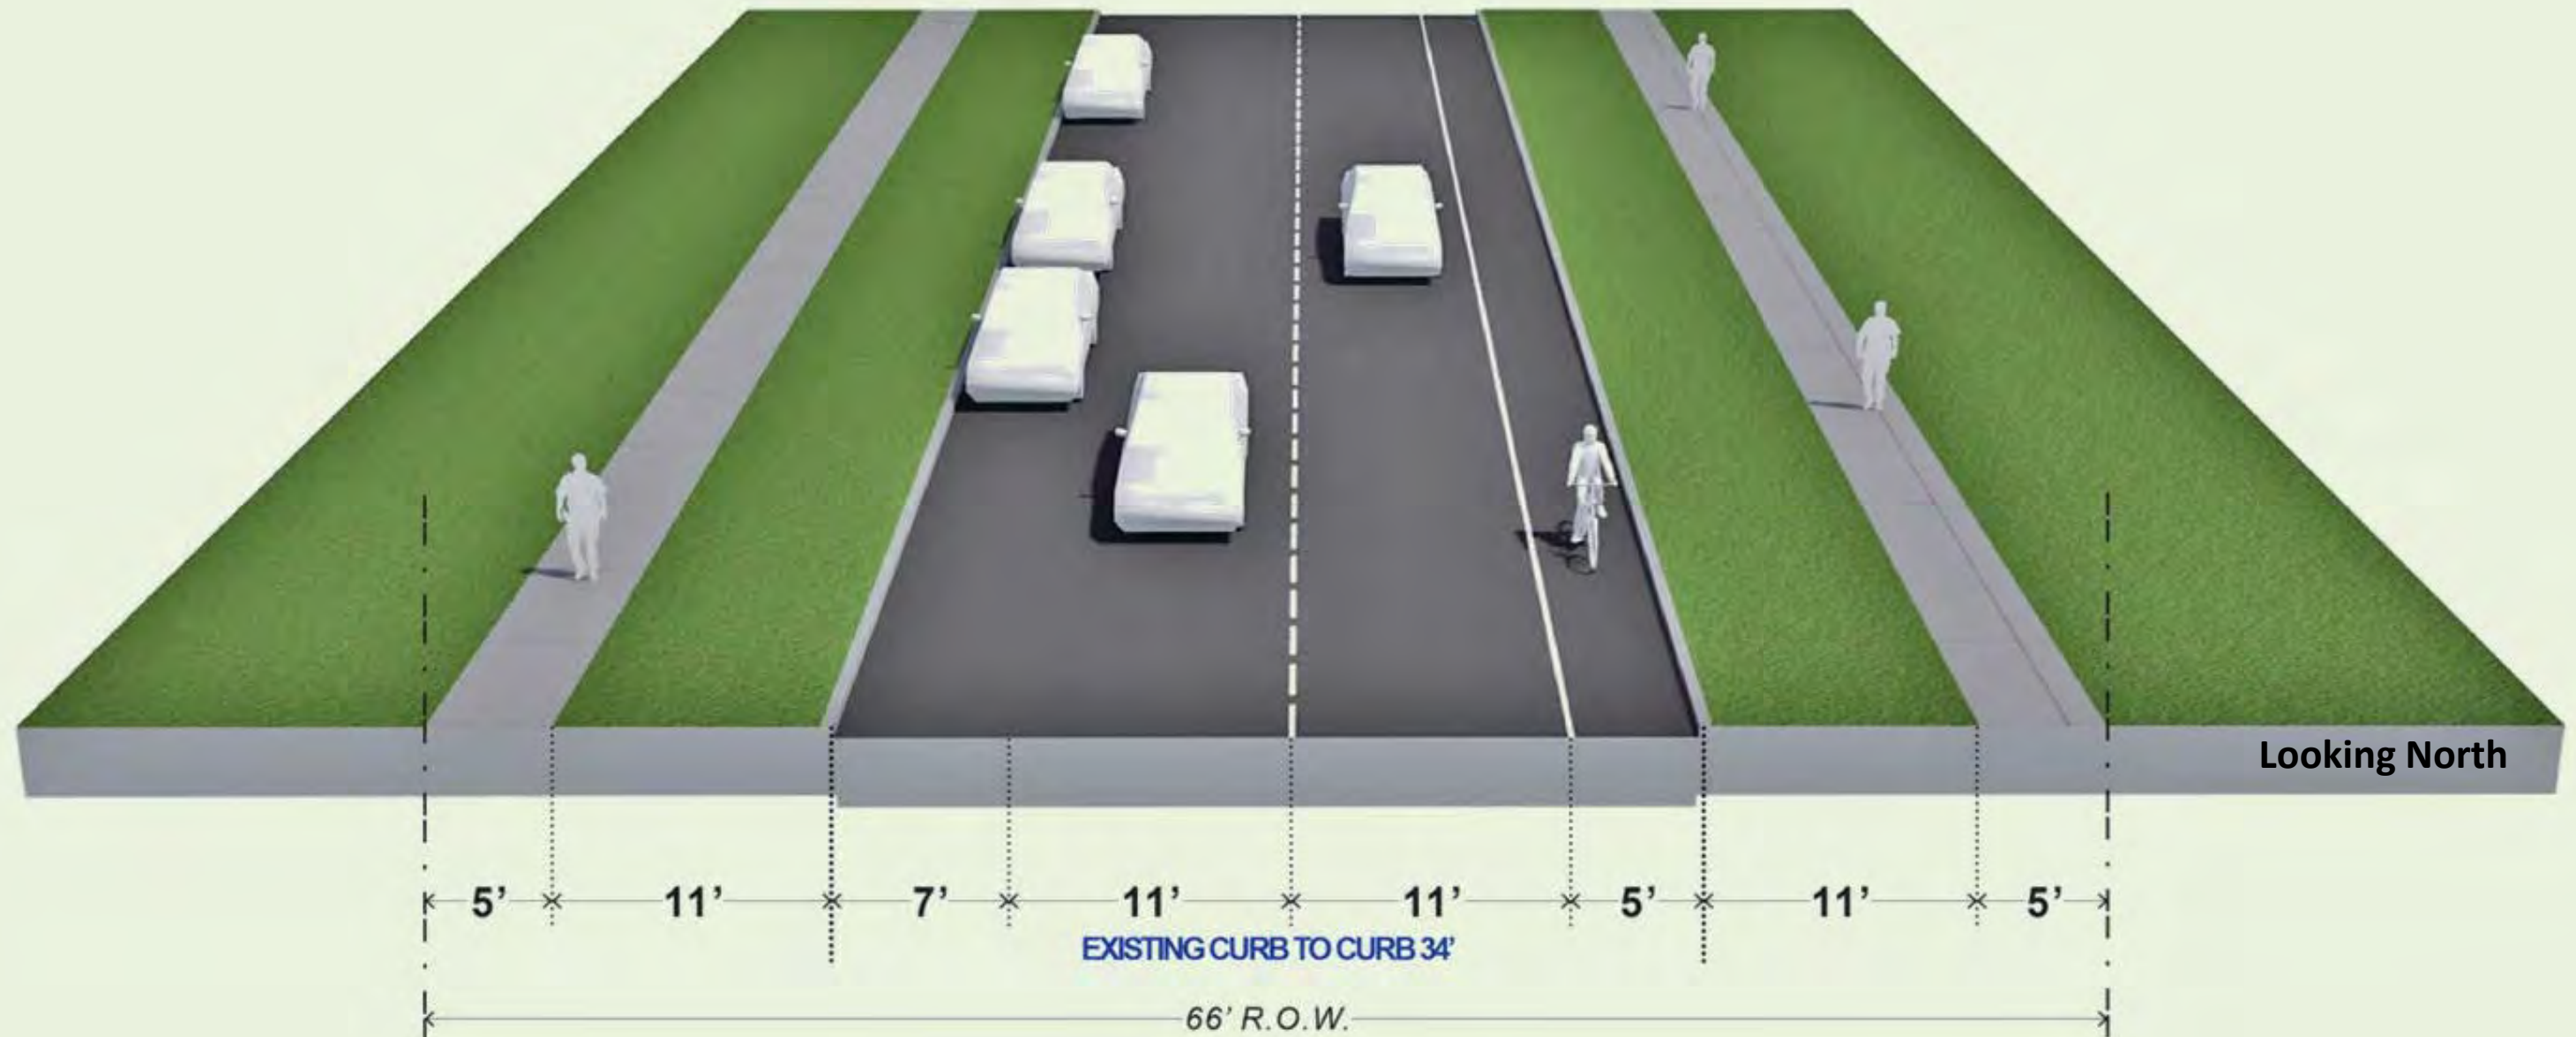 Looking North
5’ 11’ 7’ 11’ 11’ 5’ 11’ 5’
EXISTING CURB TO CURB 34’
66’ R.O.W.